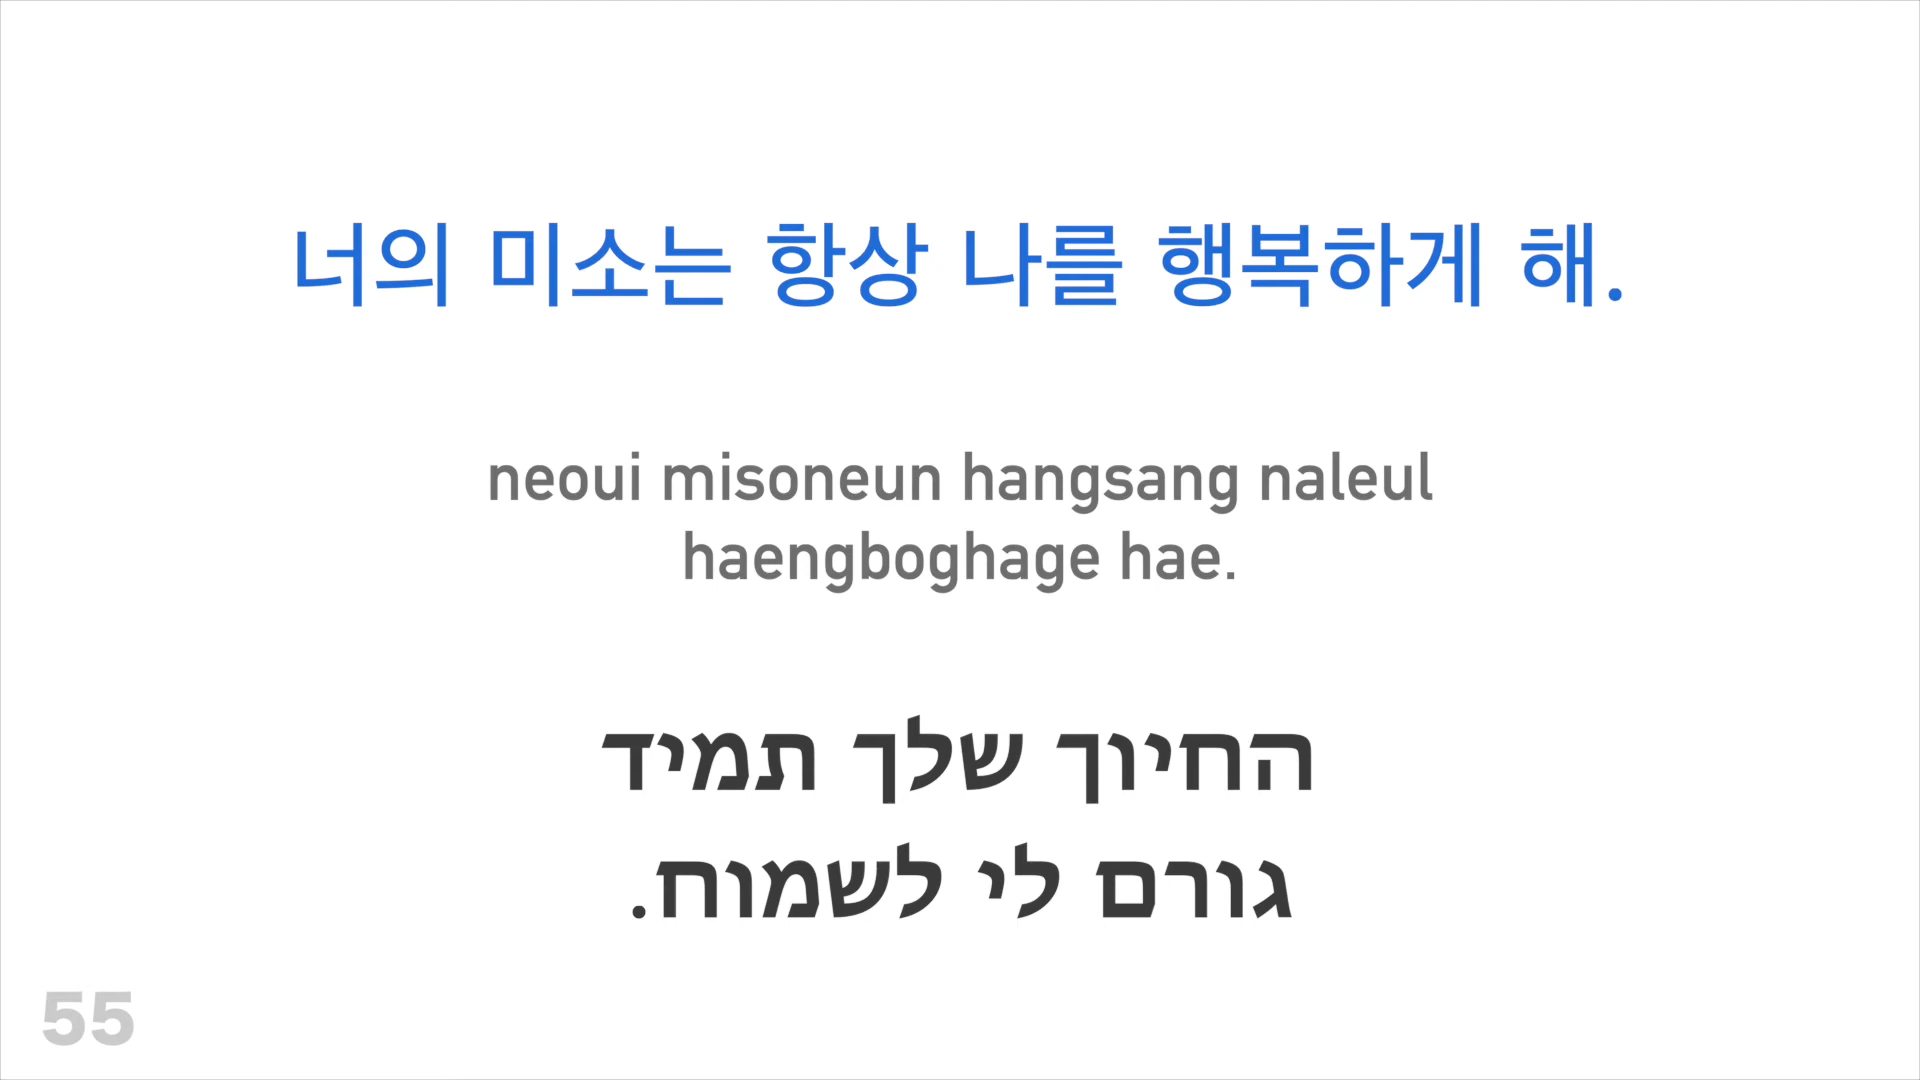 너의 미소는 항상 나를 행복하게 해.
neoui misoneun hangsang naleul
haengboghage hae.
החיוך שלך תמיד
גורם לי לשמוח.
55